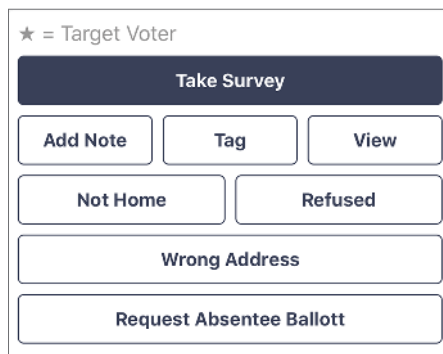 ★ = Target Voter
Take Survey
Add Note Tag View
Not Home Refused
Wrong Address
Request Absentee Ballott